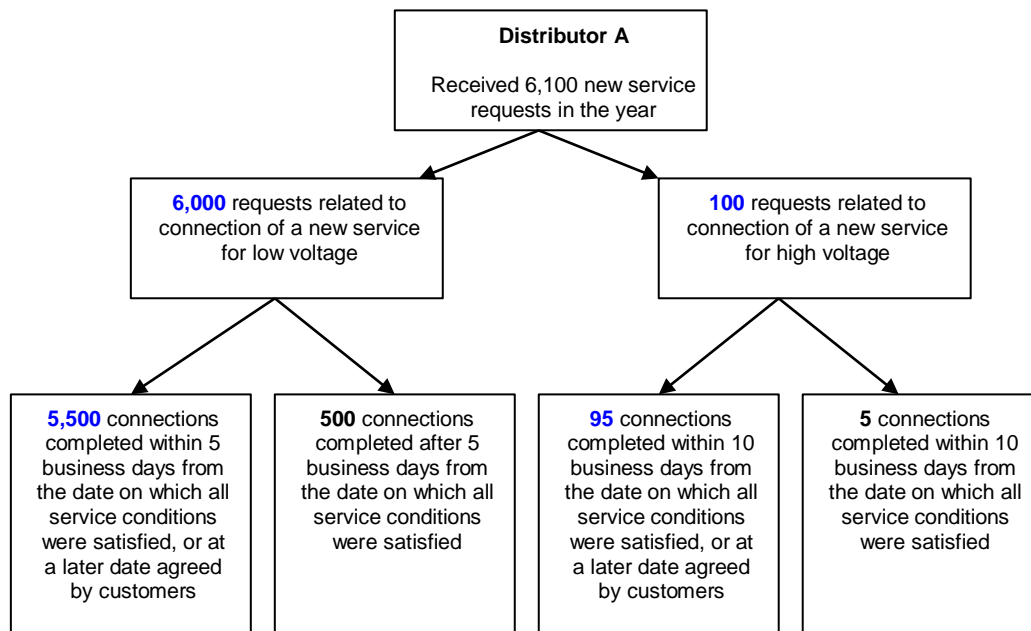 Distributor A
Received 6,100 new service
requests in the year
6,000 requests related to
connection of a new service
for low voltage
100 requests related to
connection of a new service
for high voltage
5,500 connections
completed within 5
business days from
the date on which all
service conditions
were satisfied, or at
a later date agreed
by customers
500 connections
completed after 5
business days from
the date on which all
service conditions
were satisfied
95 connections
completed within 10
business days from
the date on which all
service conditions
were satisfied, or at
a later date agreed
by customers
5 connections
completed within 10
business days from
the date on which all
service conditions
were satisfied